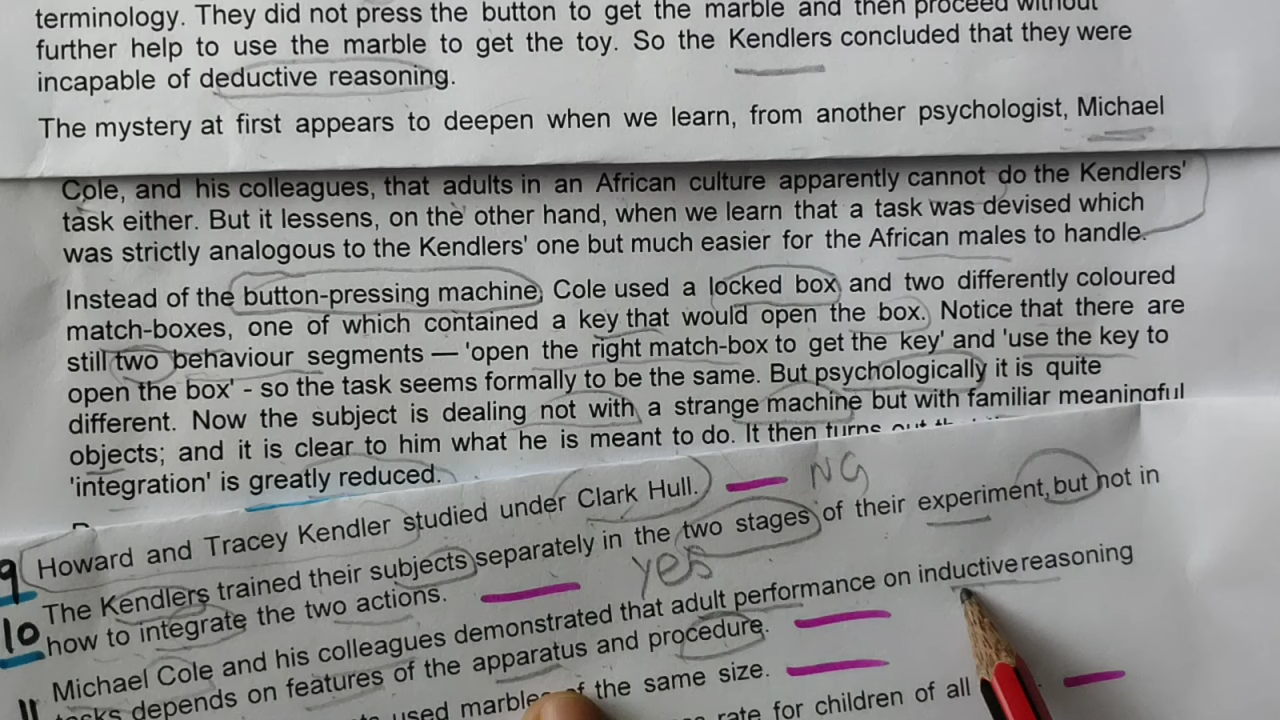 terminology. They did not press the button to get the marble and then proceed without
further help to use the marble to get the toy. So the Kendlers concluded that they were
incapable of deductive reasoning.
The mystery at first appears to deepen when we learn, from another psychologist, Michael
Cole, and his colleagues, that adults in an African culture apparently cannot do the Kendlers'
task either. But it lessens, on the other hand, when we learn that a task was devised which
was strictly analogous to the Kendlers' one but much easier for the African males to handle.
Instead of the button-pressing machine, Cole used a locked box and two differently coloured
match-boxes, one of which contained a key that would open the box. Notice that there are
still two behaviour segments — 'open the right match-box to get the key' and 'use the key to
open the box' - so the task seems formally to be the same. But psychologically it is quite
different. Now the subject is dealing not with a strange machine but with familiar meaningful
objects; and it is clear to him what he is meant to do. It then turns out
'integration' is greatly reduced.
9 Howard and Tracey Kendler studied under Clark Hull. NG
10 The Kendlers trained their subjects separately in the two stages of their experiment, but not in
how to integrate the two actions. yes
11 Michael Cole and his colleagues demonstrated that adult performance on inductive reasoning
tasks depends on features of the apparatus and procedure.
used marbles of the same size.
rate for children of all